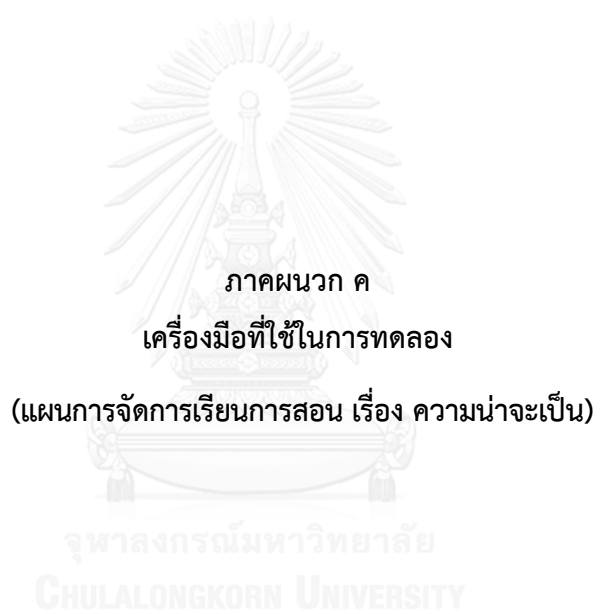 ภาคผนวก ค
เครื่องมือที่ใช้ในการทดลอง
(แผนการจัดการเรียนการสอน เรื่อง ความน่าจะเป็น)
จุฬาลงกรณ์มหาวิทยาลัย
CHULALONGKORN UNIVERSITY